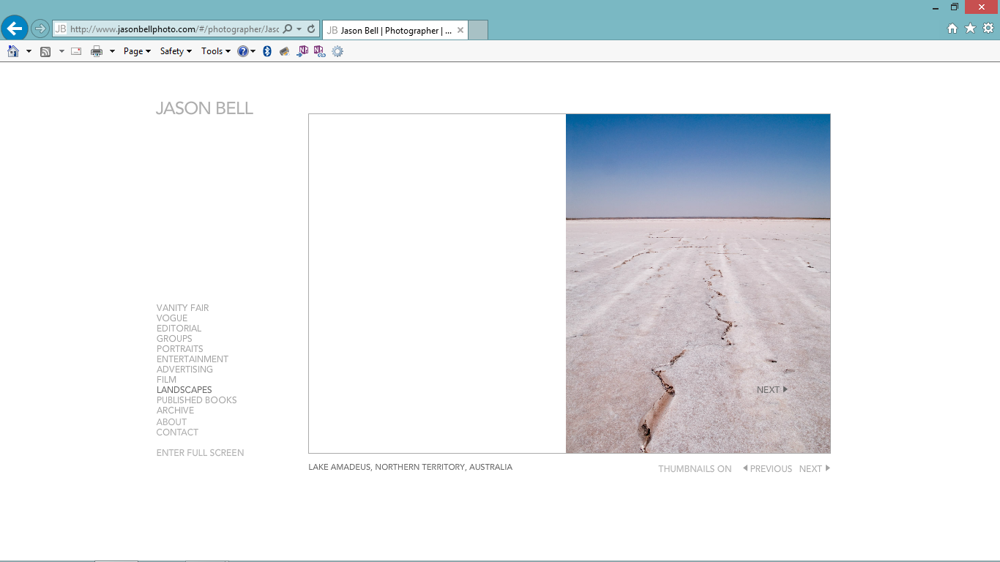 JB http://www.jasonbellphoto.com/#/photographer/Jasc
JB Jason Bell | Photographer | ...
Page Safety Tools
JASON BELL
VANITY FAIR
VOGUE
EDITORIAL
GROUPS
PORTRAITS
ENTERTAINMENT
ADVERTISING
FILM
LANDSCAPES
PUBLISHED BOOKS
ARCHIVE
ABOUT
CONTACT
ENTER FULL SCREEN
NEXT
LAKE AMADEUS, NORTHERN TERRITORY, AUSTRALIA
THUMBNAILS ON PREVIOUS NEXT